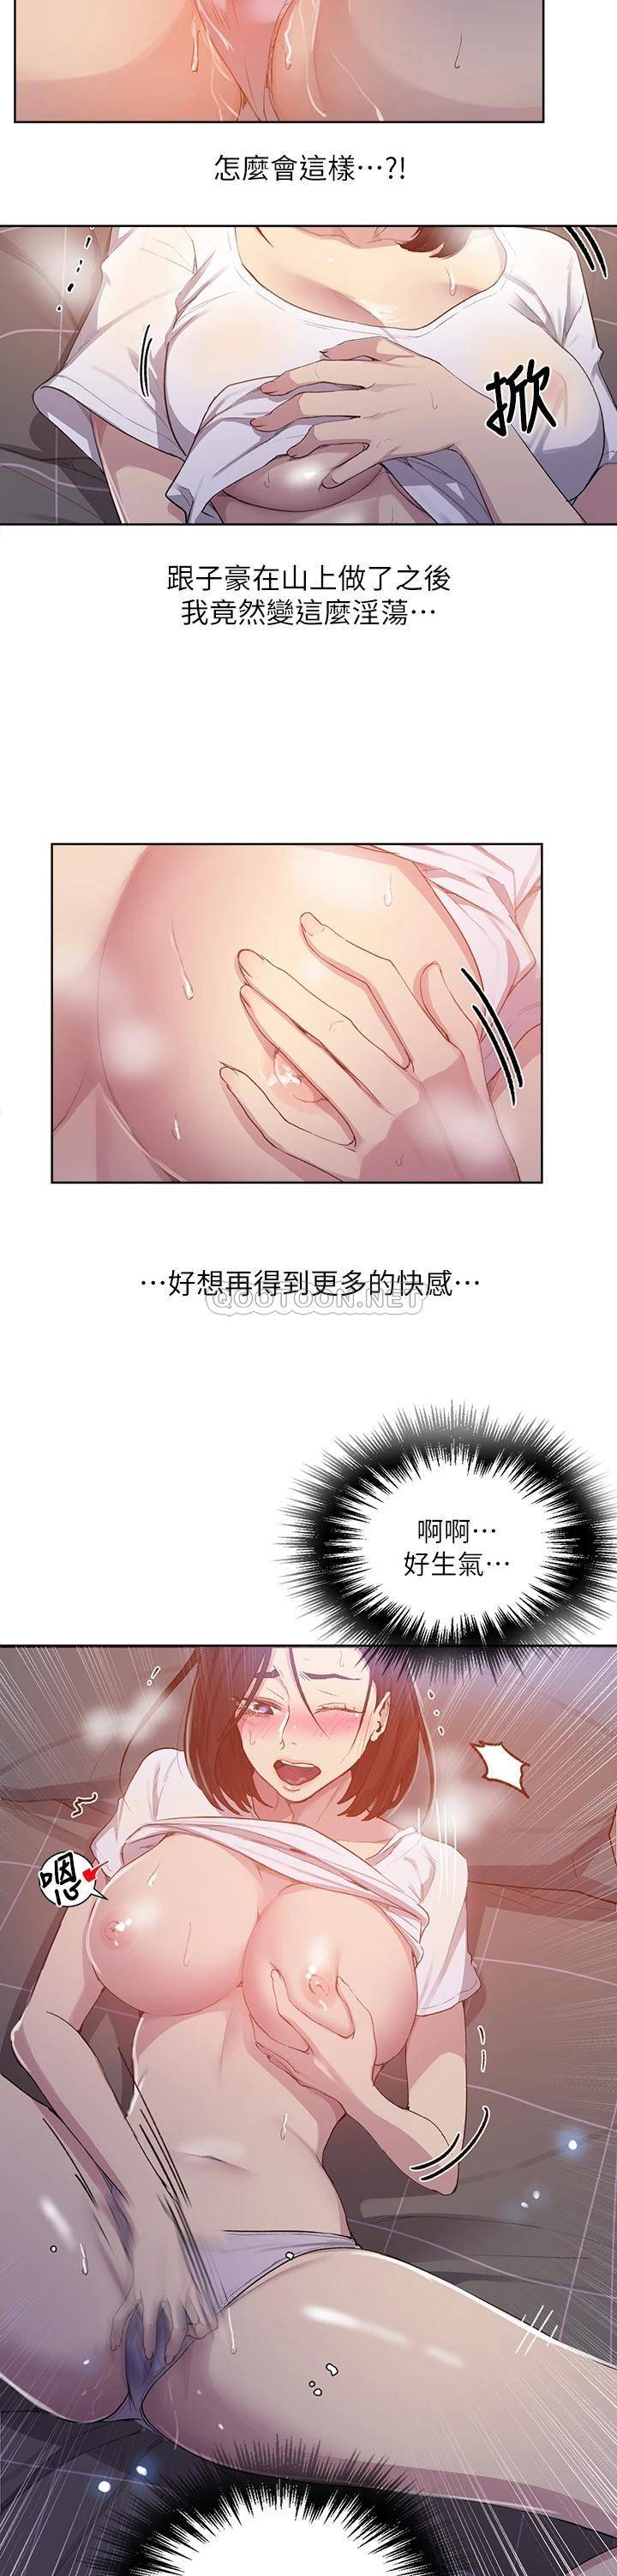 怎麼會這樣⋯?!
掀
跟子豪在山上做了之後
我竟然變這麼淫蕩⋯
⋯好想再得到更多的快感⋯
QOOTOON.NET
啊啊⋯
好生氣⋯
嗯